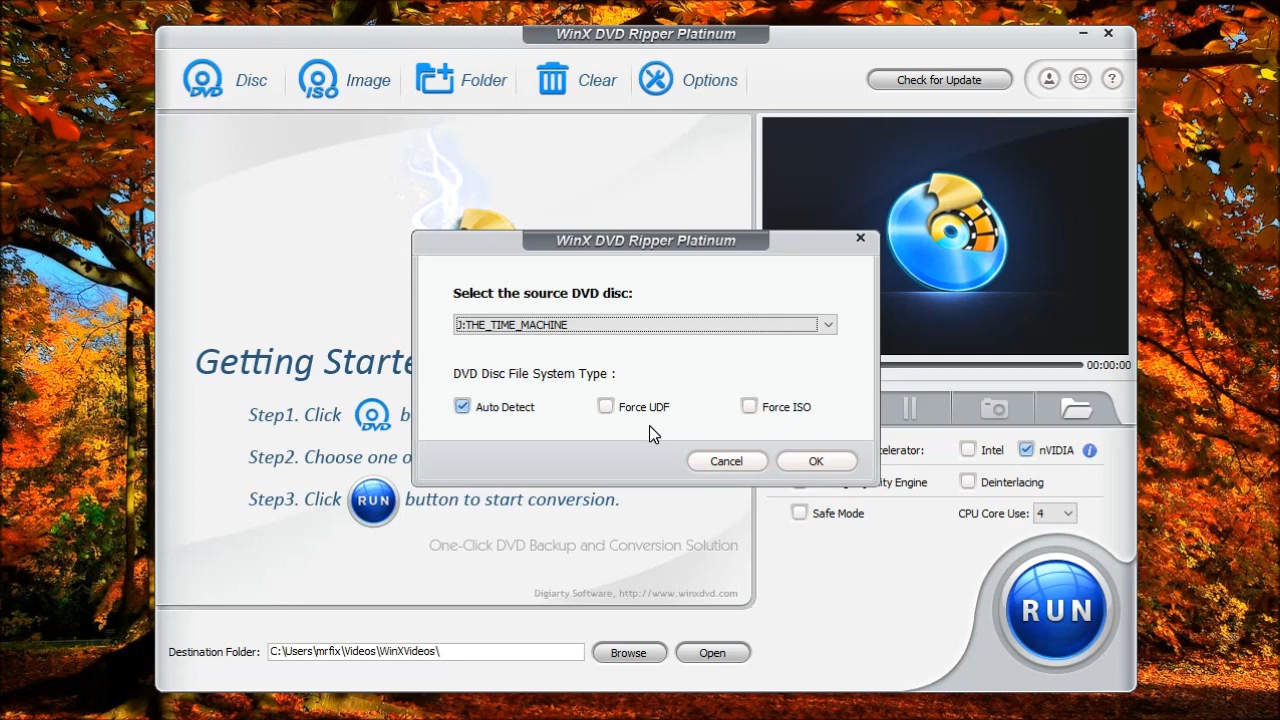 WinX DVD Ripper Platinum
Disc
Image
Folder
Clear
Options
Check for Update
DVD
ISO
WinX DVD Ripper Platinum
Select the source DVD disc:
J:THE_TIME_MACHINE
DVD Disc File System Type :
Auto Detect
Force UDF
Force ISO
Cancel
OK
Getting Starte
Step1. Click DVD b
Step2. Choose one o
Step3. Click RUN button to start conversion.
One-Click DVD Backup and Conversion Solution
Digiarty Software, http://www.winxdvd.com
00:00:00
celerator:
Intel
nVIDIA
ity Engine
Deinterlacing
Safe Mode
CPU Core Use: 4
RUN
Destination Folder: C:\Users\mrfix\Videos\WinXVideos\
Browse
Open